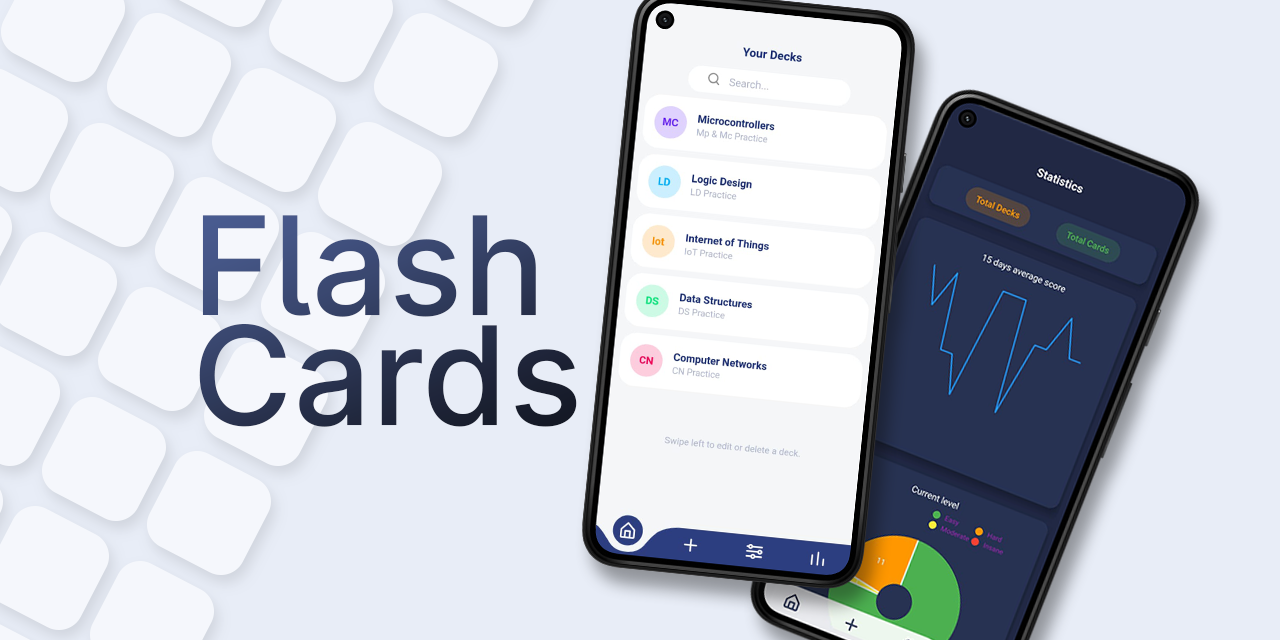 Flash
Cards
Your Decks
Search...
MC
Microcontrollers
Mp & Mc Practice
LD
Logic Design
LD Practice
Iot
Internet of Things
IoT Practice
DS
Data Structures
DS Practice
CN
Computer Networks
CN Practice
Swipe left to edit or delete a deck.
Statistics
Total Decks
Total Cards
15 days average score
Current level
Easy
Hard
Moderate
Insane
11